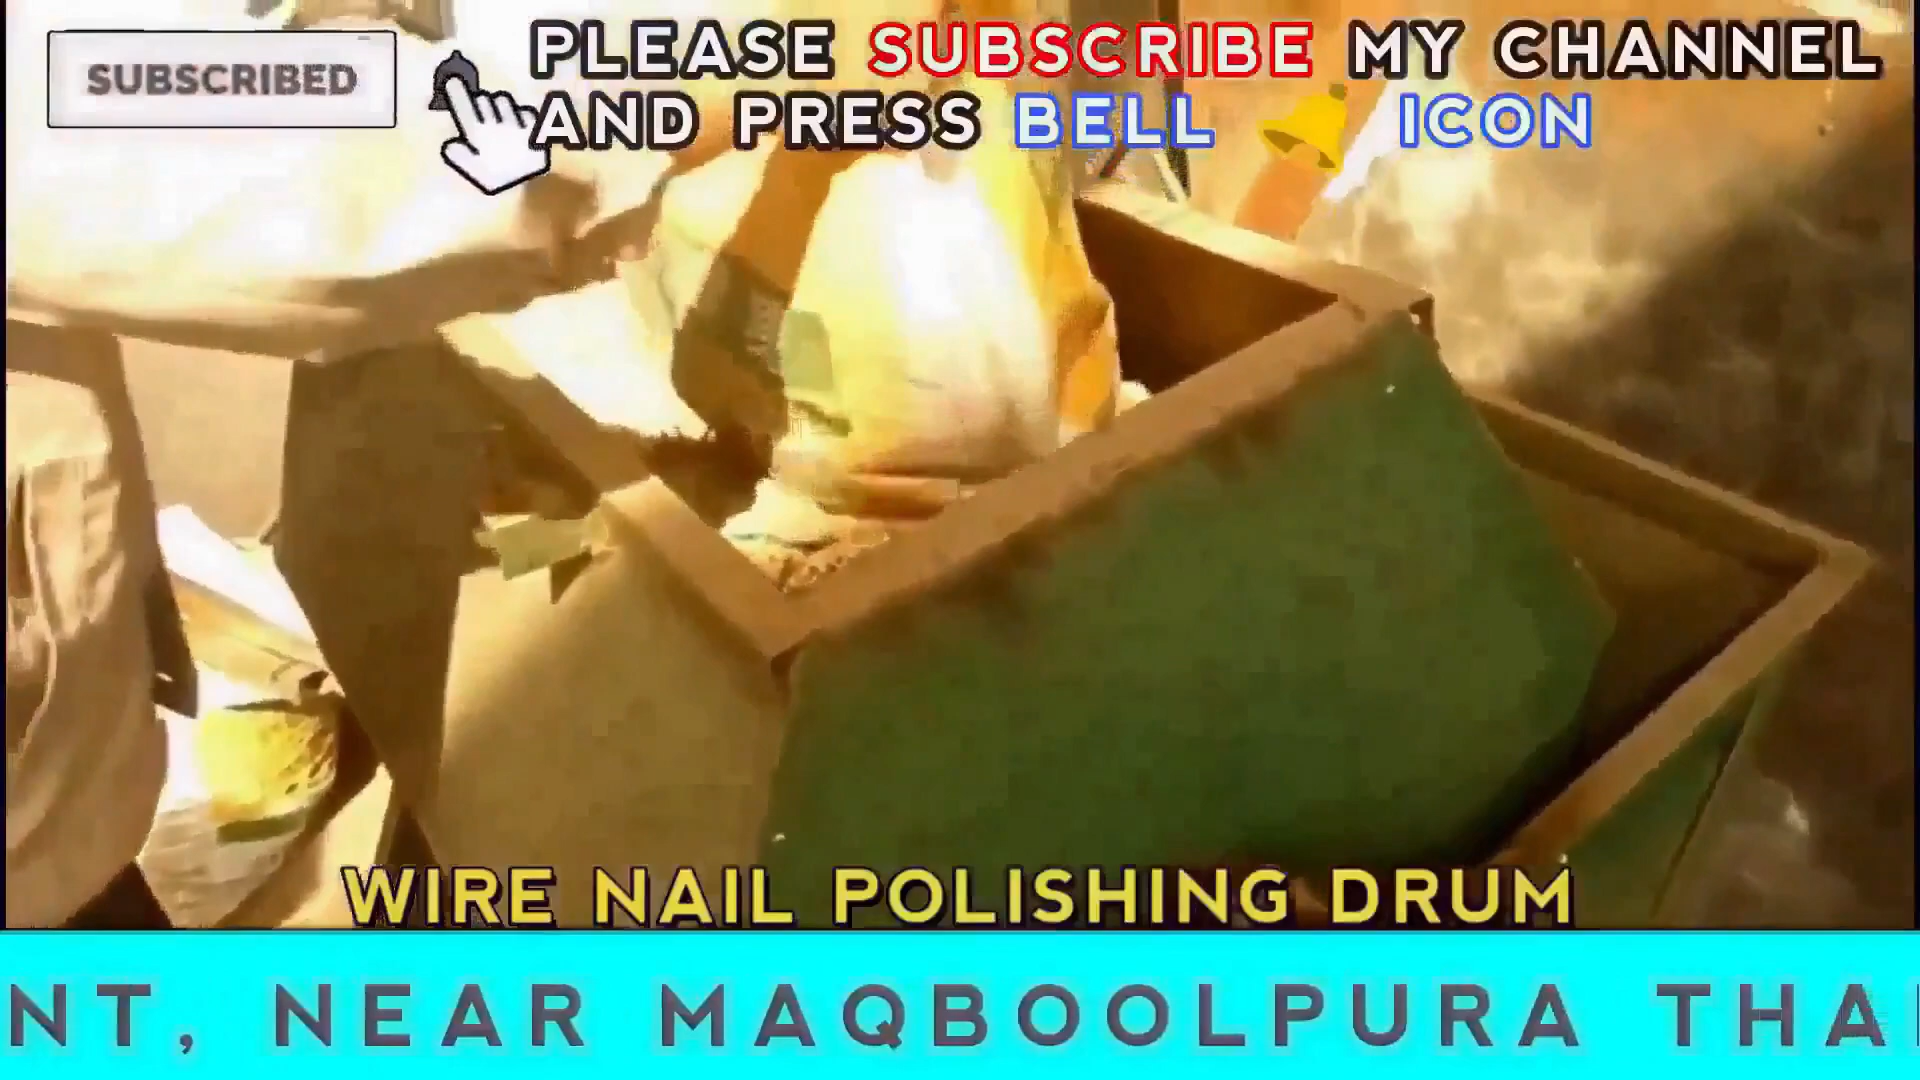 SUBSCRIBED
PLEASE SUBSCRIBE MY CHANNEL
AND PRESS BELL ICON
WIRE NAIL POLISHING DRUM
NT, NEAR MAQBOOLPURA THA